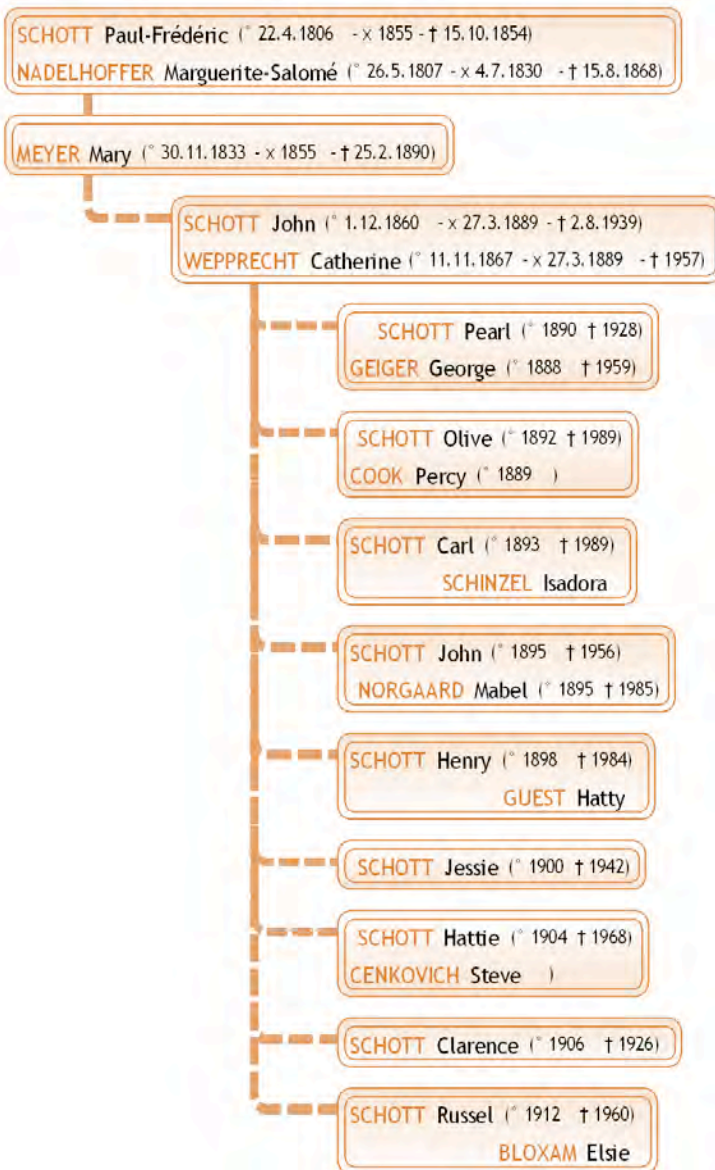 SCHOTT Paul-Frédéric (° 22.4.1806 - x 1855 - † 15.10.1854)
NADELHOFFER Marguerite-Salomé (° 26.5.1807 - x 4.7.1830 - † 15.8.1868)
MEYER Mary (° 30.11.1833 - x 1855 - † 25.2.1890)
SCHOTT John (° 1.12.1860 - x 27.3.1889 - † 2.8.1939)
WEPPRECHT Catherine (° 11.11.1867 - x 27.3.1889 - † 1957)
SCHOTT Pearl (° 1890 † 1928)
GEIGER George (° 1888 † 1959)
SCHOTT Olive (° 1892 † 1989)
COOK Percy (° 1889 )
SCHOTT Carl (° 1893 † 1989)
SCHINZEL Isadora
SCHOTT John (° 1895 † 1956)
NORGAARD Mabel (° 1895 † 1985)
SCHOTT Henry (° 1898 † 1984)
GUEST Hatty
SCHOTT Jessie (° 1900 † 1942)
SCHOTT Hattie (° 1904 † 1968)
CENKOVICH Steve )
SCHOTT Clarence (° 1906 † 1926)
SCHOTT Russel (° 1912 † 1960)
BLOXAM Elsie